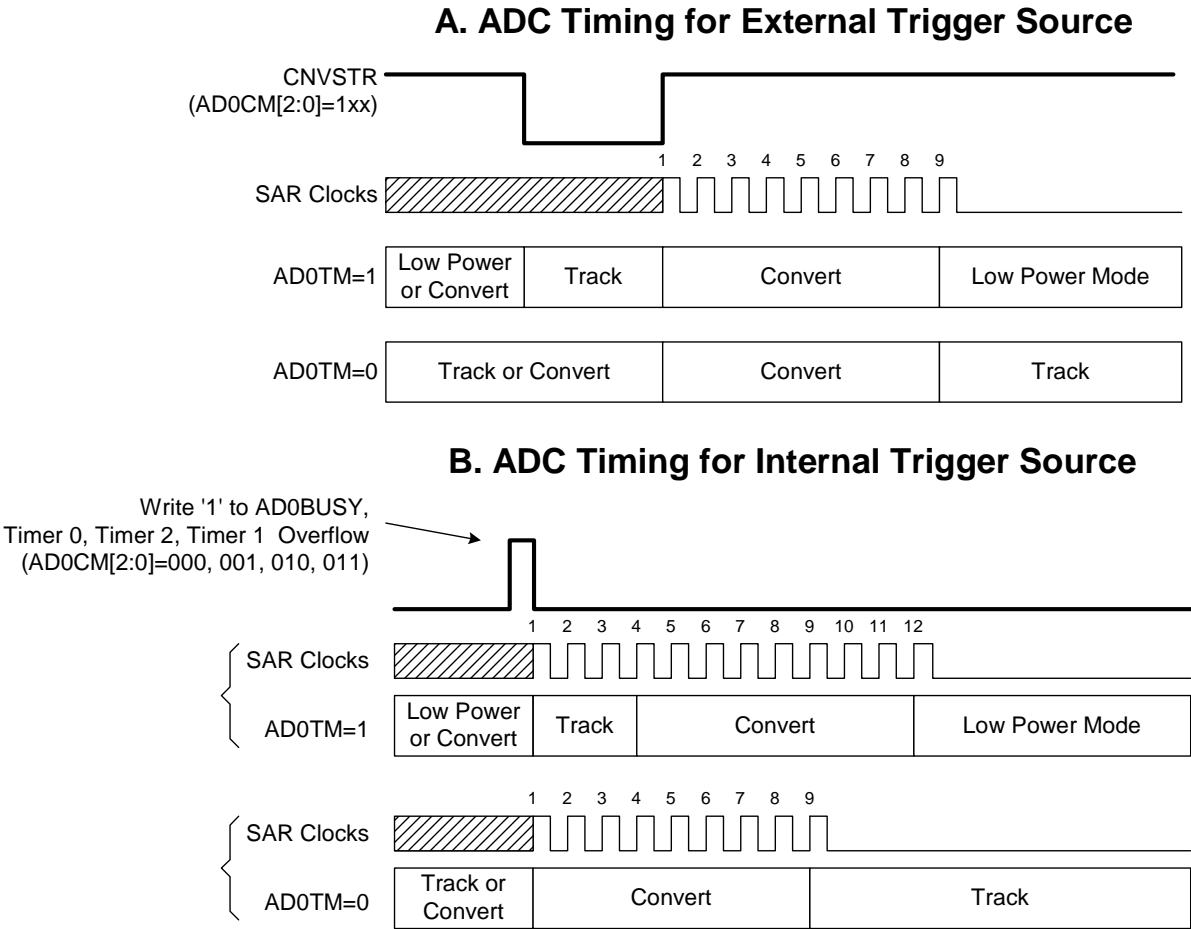 A. ADC Timing for External Trigger Source
CNVSTR
(AD0CM[2:0]=1xx)
1 2 3 4 5 6 7 8 9
SAR Clocks
AD0TM=1
Low Power
or Convert
Track
Convert
Low Power Mode
AD0TM=0
Track or Convert
Convert
Track
B. ADC Timing for Internal Trigger Source
Write '1' to AD0BUSY,
Timer 0, Timer 2, Timer 1 Overflow
(AD0CM[2:0]=000, 001, 010, 011)
1 2 3 4 5 6 7 8 9 10 11 12
SAR Clocks
AD0TM=1
Low Power
or Convert
Track
Convert
Low Power Mode
1 2 3 4 5 6 7 8 9
SAR Clocks
AD0TM=0
Track or
Convert
Convert
Track